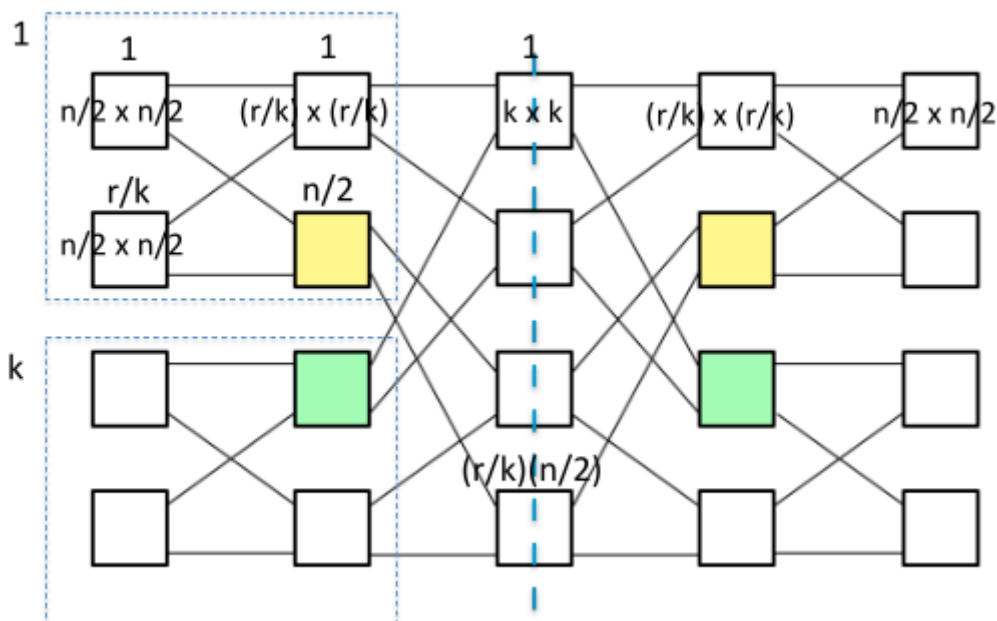 1
1 1 1
n/2 x n/2 (r/k) x (r/k) k x k (r/k) x (r/k) n/2 x n/2
r/k n/2
n/2 x n/2
k
(r/k)(n/2)